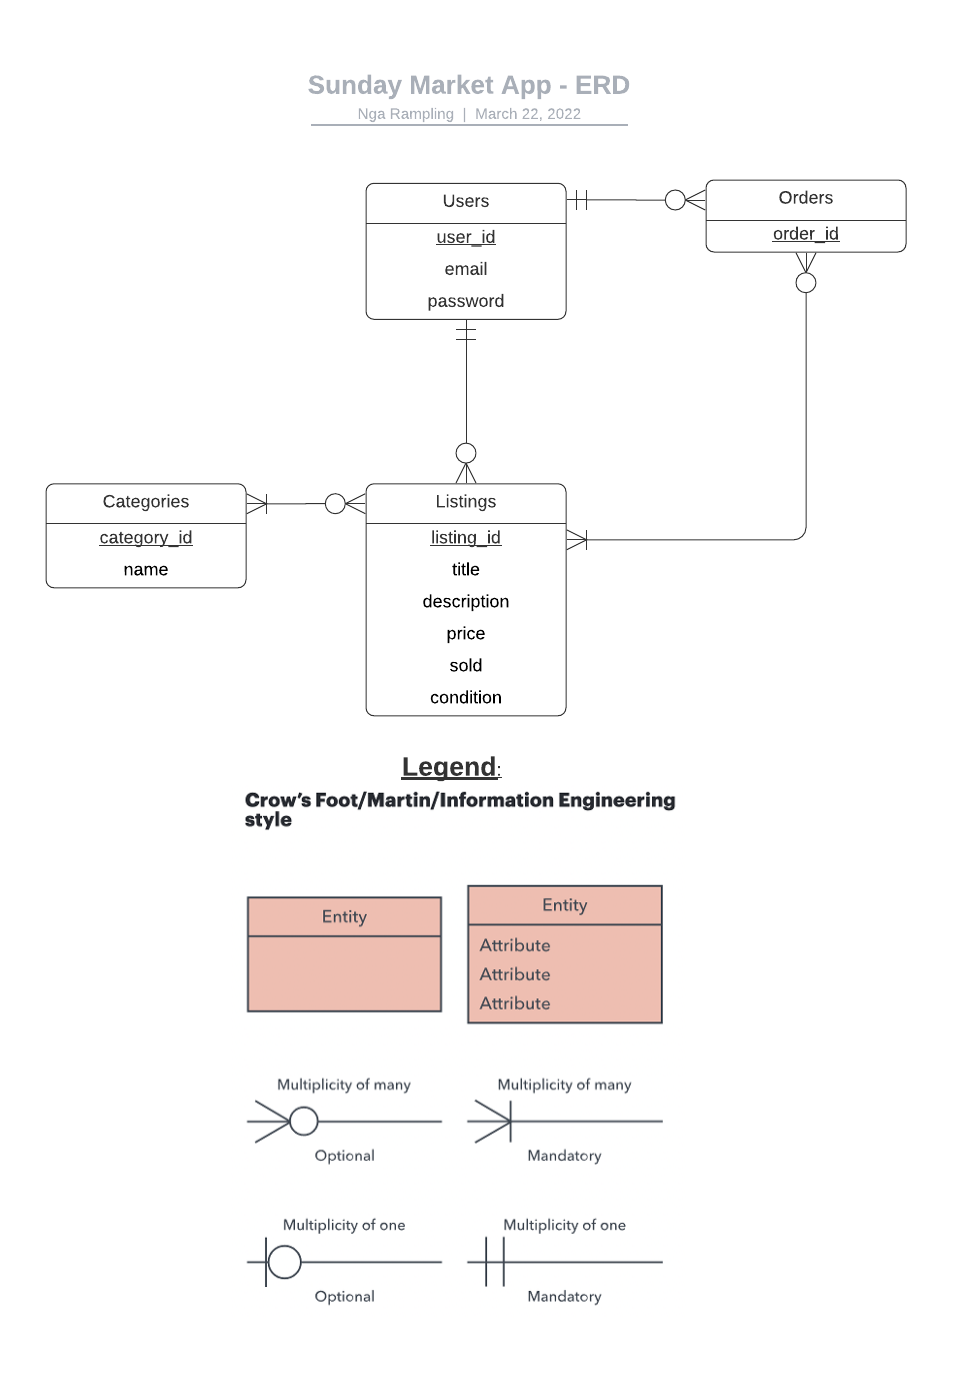 Sunday Market App - ERD
Nga Rampling | March 22, 2022
Users
user_id
email
password
Orders
order_id
Categories
category_id
name
Listings
listing_id
title
description
price
sold
condition
Legend:
Crow's Foot/Martin/Information Engineering
style
Entity
Entity
Attribute
Attribute
Attribute
Multiplicity of many
Optional
Multiplicity of many
Mandatory
Multiplicity of one
Optional
Multiplicity of one
Mandatory